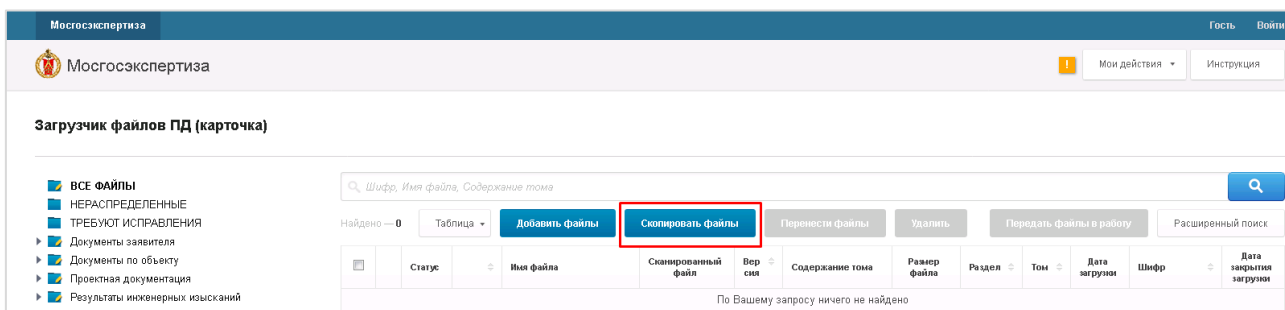 Мосгосэкспертиза Гость Войти
Мосгосэкспертиза ! Мои действия Инструкция
Загрузчик файлов ПД (карточка)
ВСЕ ФАЙЛЫ
НЕРАСПРЕДЕЛЕННЫЕ
ТРЕБУЮТ ИСПРАВЛЕНИЯ
Документы заявителя
Документы по объекту
Проектная документация
Результаты инженерных изысканий
Шифр, Имя файла, Содержание тома
Найдено — 0 Таблица Добавить файлы Скопировать файлы Перенести файлы Удалить Передать файлы в работу Расширенный поиск
Статус Имя файла Сканированный файл Вер сия Содержание тома Размер файла Раздел Том Дата загрузки Шифр Дата закрытия загрузки
По Вашему запросу ничего не найдено